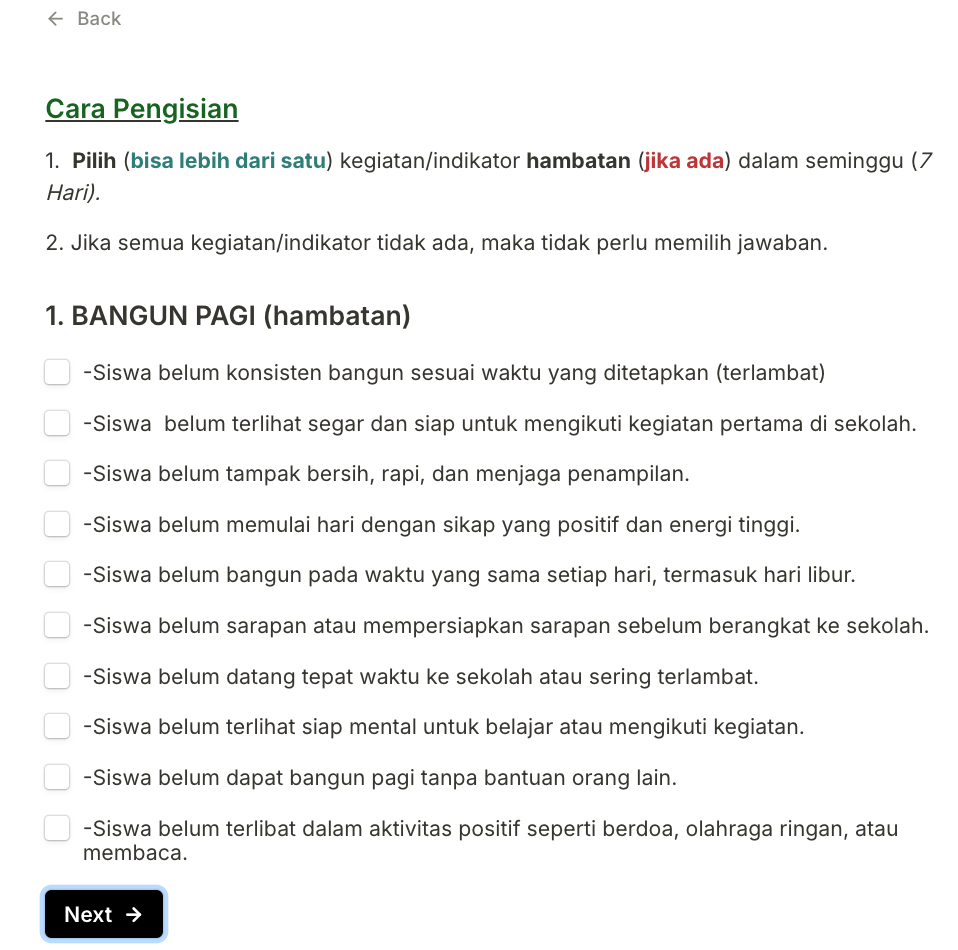 ← Back
Cara Pengisian
1. Pilih (bisa lebih dari satu) kegiatan/indikator hambatan (jika ada) dalam seminggu (7
Hari).
2. Jika semua kegiatan/indikator tidak ada, maka tidak perlu memilih jawaban.
1. BANGUN PAGI (hambatan)
-Siswa belum konsisten bangun sesuai waktu yang ditetapkan (terlambat)
-Siswa  belum terlihat segar dan siap untuk mengikuti kegiatan pertama di sekolah.
-Siswa belum tampak bersih, rapi, dan menjaga penampilan.
-Siswa belum memulai hari dengan sikap yang positif dan energi tinggi.
-Siswa belum bangun pada waktu yang sama setiap hari, termasuk hari libur.
-Siswa belum sarapan atau mempersiapkan sarapan sebelum berangkat ke sekolah.
-Siswa belum datang tepat waktu ke sekolah atau sering terlambat.
-Siswa belum terlihat siap mental untuk belajar atau mengikuti kegiatan.
-Siswa belum dapat bangun pagi tanpa bantuan orang lain.
-Siswa belum terlibat dalam aktivitas positif seperti berdoa, olahraga ringan, atau
membaca.
Next →